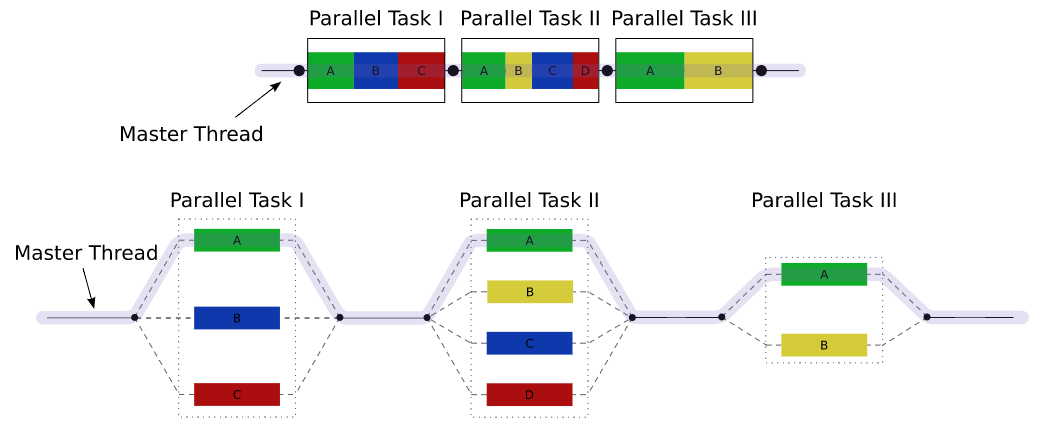 Parallel Task I Parallel Task II Parallel Task III
A B C A B C D A B
Master Thread
Parallel Task I Parallel Task II Parallel Task III
A A
Master Thread
A
B
B
C
B
C D